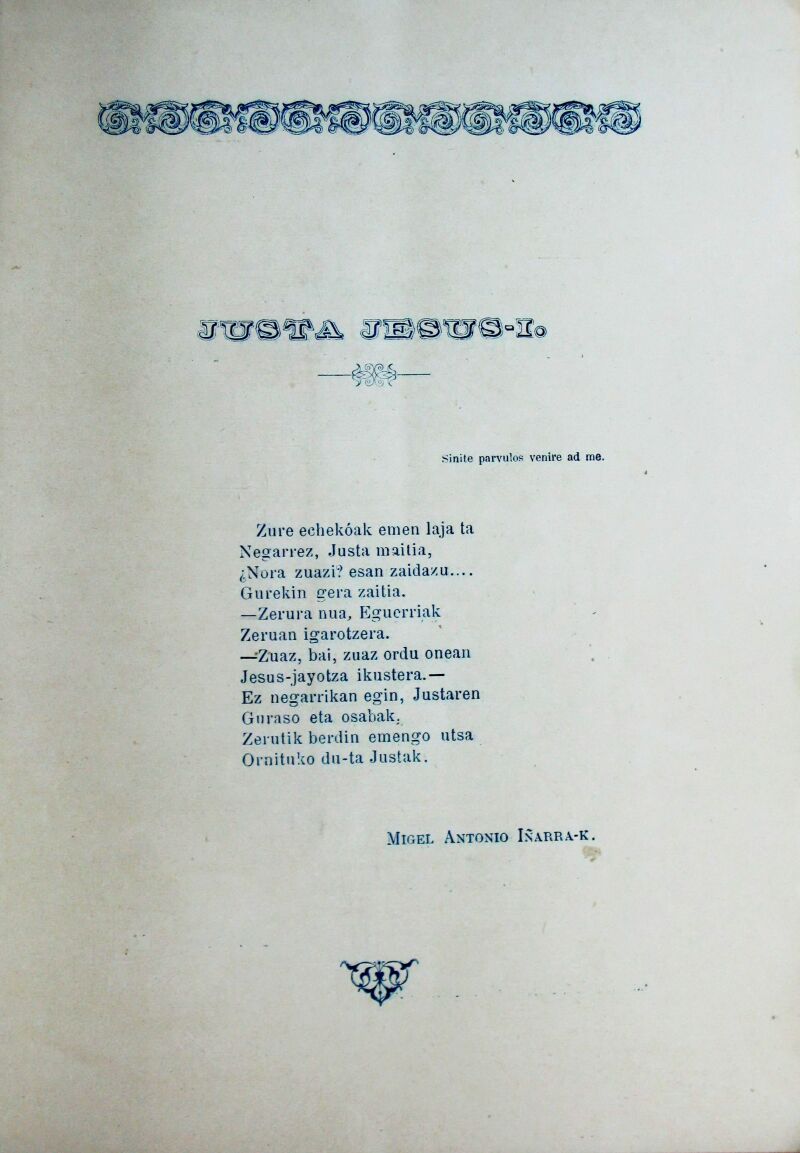 JUSTA JESUS-I.
Sinite parvulos venire ad me.
Zure echekóak emen laja ta
Negarrez, Justa maitia,
¿Nora zuazi? esan zaidazu....
Gurekin gera zaitia.
—Zerura nua, Eguerriak
Zeruan igarotzera.
—Zuaz, bai, zuaz ordu onean
Jesus-jayotza ikustera.—
Ez negarrikan egin, Justaren
Guraso eta osabak,
Zerutik berdin emengo utsa
Ornituko du-ta Justak.
MIGEL ANTONIO IÑARRA-K.